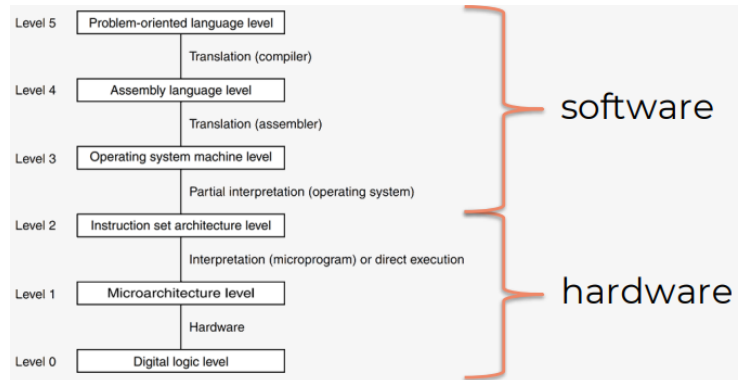 Level 5 Problem-oriented language level
Translation (compiler)
Level 4 Assembly language level
software
Translation (assembler)
Level 3 Operating system machine level
Partial interpretation (operating system)
Level 2 Instruction set architecture level
Interpretation (microprogram) or direct execution
Level 1 Microarchitecture level
hardware
Hardware
Level 0 Digital logic level